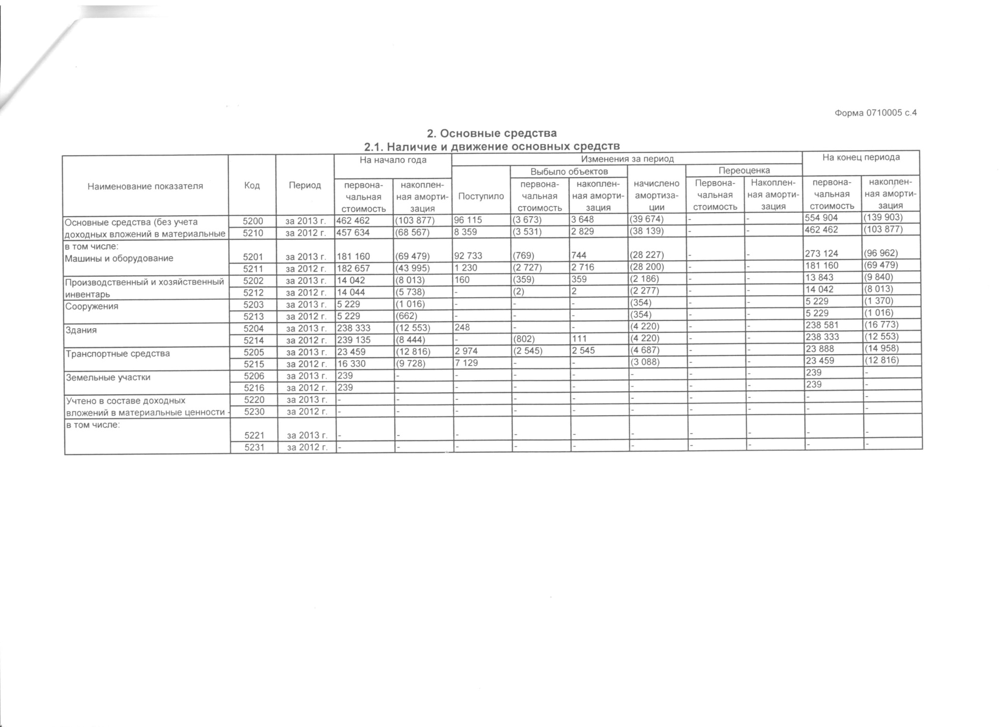 Форма 0710005 с.4
2. Основные средства
2.1. Наличие и движение основных средств
Наименование показателя Код Период На начало года Изменения за период На конец периода
Поступило Выбыло объектов начислено амортиза- ции Переоценка
первона- чальная стоимость накоплен- ная аморти- зация первона- чальная стоимость накоплен- ная аморти- зация Первона- чальная стоимость Накоплен- ная аморти- зация первона- чальная стоимость накоплен- ная аморти- зация
Основные средства (без учета 5200 за 2013 г. 462 462 (103 877) 96 115 (3 673) 3 648 (39 674) - - 554 904 (139 903)
доходных вложений в материальные 5210 за 2012 г. 457 634 (68 567) 8 359 (3 531) 2 829 (38 139) - - 462 462 (103 877)
в том числе:
Машины и оборудование 5201 за 2013 г. 181 160 (69 479) 92 733 (769) 744 (28 227) - - 273 124 (96 962)
5211 за 2012 г. 182 657 (43 995) 1 230 (2 727) 2 716 (28 200) - - 181 160 (69 479)
Производственный и хозяйственный 5202 за 2013 г. 14 042 (8 013) 160 (359) 359 (2 186) - - 13 843 (9 840)
инвентарь 5212 за 2012 г. 14 044 (5 738) - (2) 2 (2 277) - - 14 042 (8 013)
Сооружения 5203 за 2013 г. 5 229 (1 016) - - - (354) - - 5 229 (1 370)
5213 за 2012 г. 5 229 (662) - - - (354) - - 5 229 (1 016)
Здания 5204 за 2013 г. 238 333 (12 553) 248 - - (4 220) - - 238 581 (16 773)
5214 за 2012 г. 239 135 (8 444) - (802) 111 (4 220) - - 238 333 (12 553)
Транспортные средства 5205 за 2013 г. 23 459 (12 816) 2 974 (2 545) 2 545 (4 687) - - 23 888 (14 958)
5215 за 2012 г. 16 330 (9 728) 7 129 - - (3 088) - - 23 459 (12 816)
Земельные участки 5206 за 2013 г. 239 - - - - - - - 239 -
5216 за 2012 г. 239 - - - - - - - 239 -
Учтено в составе доходных 5220 за 2013 г. - - - - - - - - - -
вложений в материальные ценности - 5230 за 2012 г. - - - - - - - - - -
в том числе:
5221 за 2013 г. - - - - - - - - - -
5231 за 2012 г. - - - - - - - - - -